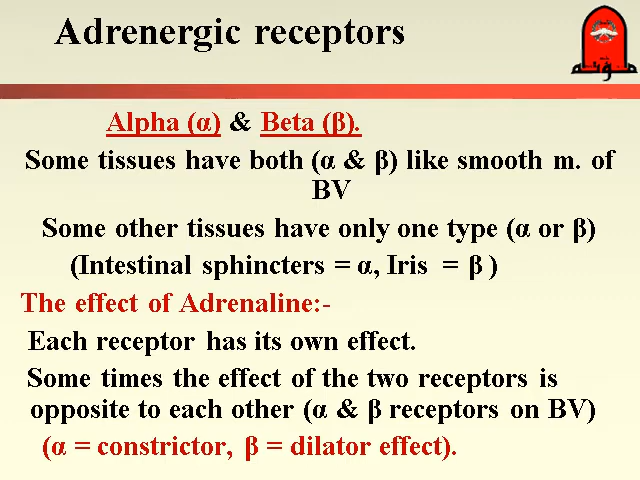 Adrenergic receptors
مؤتة
Alpha (α) & Beta (β).
Some tissues have both (α & β) like smooth m. of
BV
Some other tissues have only one type (α or β)
(Intestinal sphincters = α, Iris = β )
The effect of Adrenaline:-
Each receptor has its own effect.
Some times the effect of the two receptors is
opposite to each other (α & β receptors on BV)
(α = constrictor, β = dilator effect).